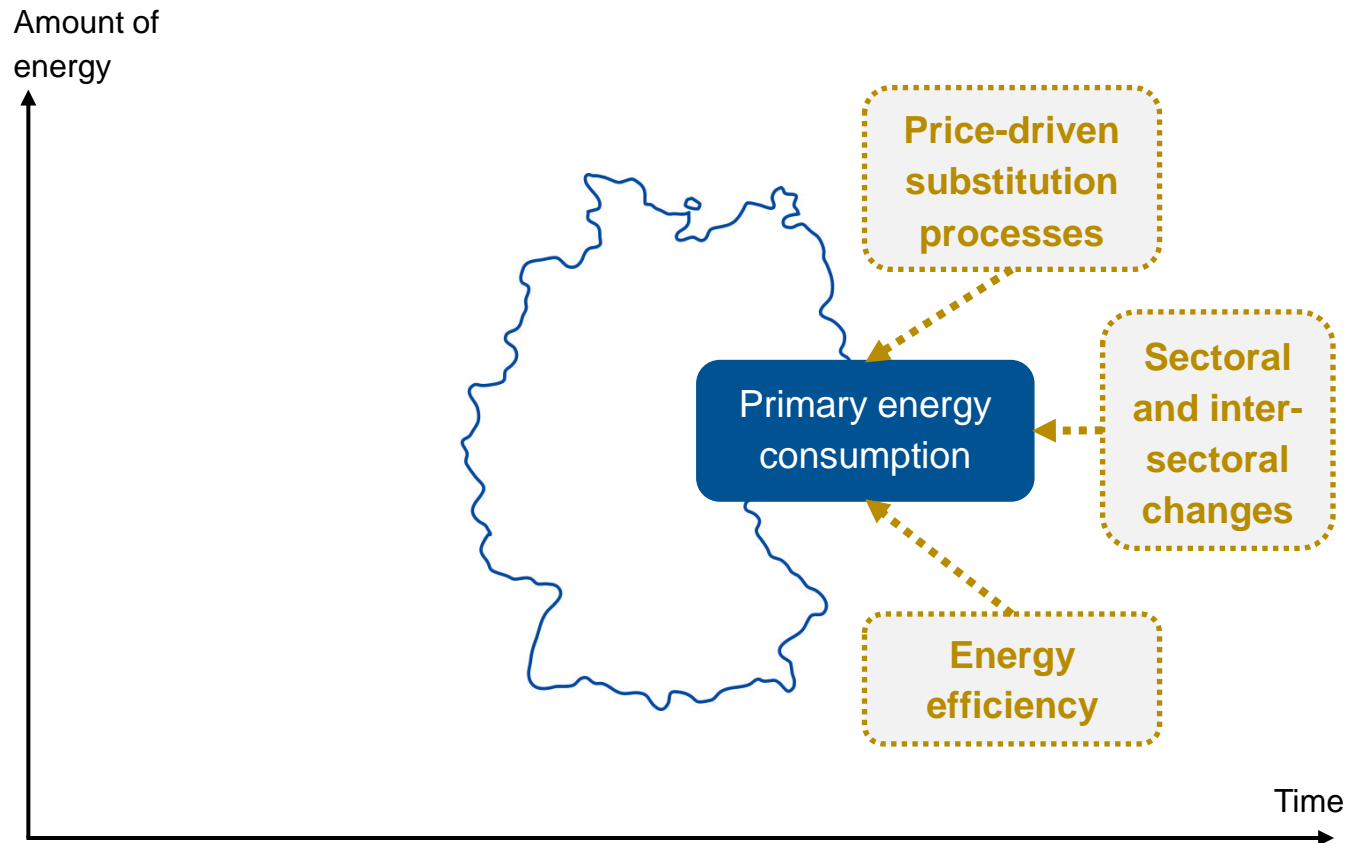 Amount of
energy
Price-driven
substitution
processes
Primary energy
consumption
Sectoral
and inter-
sectoral
changes
Energy
efficiency
Time